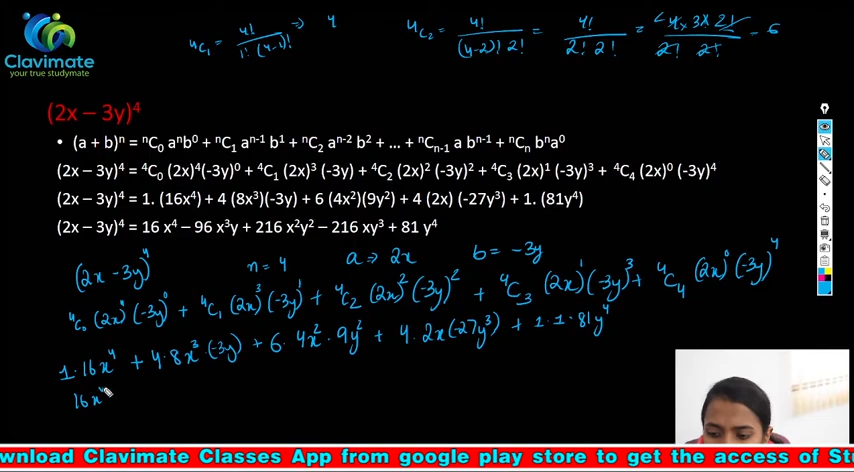 ⁴C₁ = 4! / 1! (4-1)! ⇒ 4
⁴C₂ = 4! / (4-2)! 2! = 4! / 2! 2! = 4 x 3 x 2! / 2! 2! = 6
Clavimate
your true studymate
(2x – 3y)⁴
• (a + b)ⁿ = ⁿC₀ aⁿb⁰ + ⁿC₁ aⁿ⁻¹ b¹ + ⁿC₂ aⁿ⁻² b² + ... + ⁿCₙ₋₁ a bⁿ⁻¹ + ⁿCₙ bⁿa⁰
(2x – 3y)⁴ = ⁴C₀ (2x)⁴(-3y)⁰ + ⁴C₁ (2x)³ (-3y) + ⁴C₂ (2x)² (-3y)² + ⁴C₃ (2x)¹ (-3y)³ + ⁴C₄ (2x)⁰ (-3y)⁴
(2x – 3y)⁴ = 1. (16x⁴) + 4 (8x³)(-3y) + 6 (4x²)(9y²) + 4 (2x) (-27y³) + 1. (81y⁴)
(2x – 3y)⁴ = 16 x⁴ – 96 x³y + 216 x²y² – 216 xy³ + 81 y⁴
(2x - 3y)⁴ n = 4 a ⇒ 2x b = -3y
⁴C₀ (2x)⁴ (-3y)⁰ + ⁴C₁ (2x)³ (-3y)¹ + ⁴C₂ (2x)² (-3y)² + ⁴C₃ (2x)¹ (-3y)³ + ⁴C₄ (2x)⁰ (-3y)⁴
1 · 16x⁴ + 4 · 8x³ · (-3y) + 6 · 4x² · 9y² + 4 · 2x (-27y³) + 1 · 1 · 81y⁴
16x⁴
wnload Clavimate Classes App from google play store to get the access of St